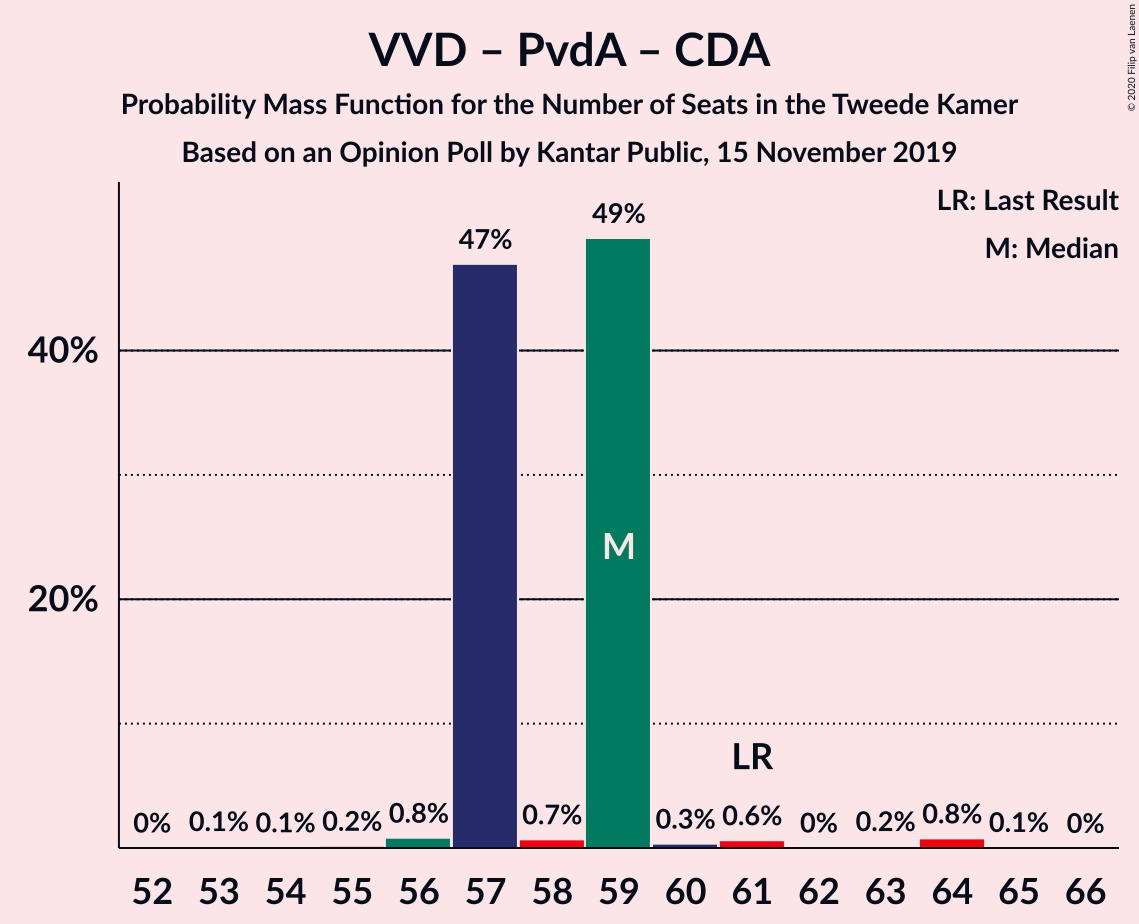 © 2020 Filip van Laenen
VVD – PvdA – CDA
Probability Mass Function for the Number of Seats in the Tweede Kamer
Based on an Opinion Poll by Kantar Public, 15 November 2019
LR: Last Result
M: Median
49%
47%
40%
M
20%
LR
0% 0.1% 0.1% 0.2% 0.8% 0.7% 0.3% 0.6% 0% 0.2% 0.8% 0.1% 0%
52 53 54 55 56 57 58 59 60 61 62 63 64 65 66